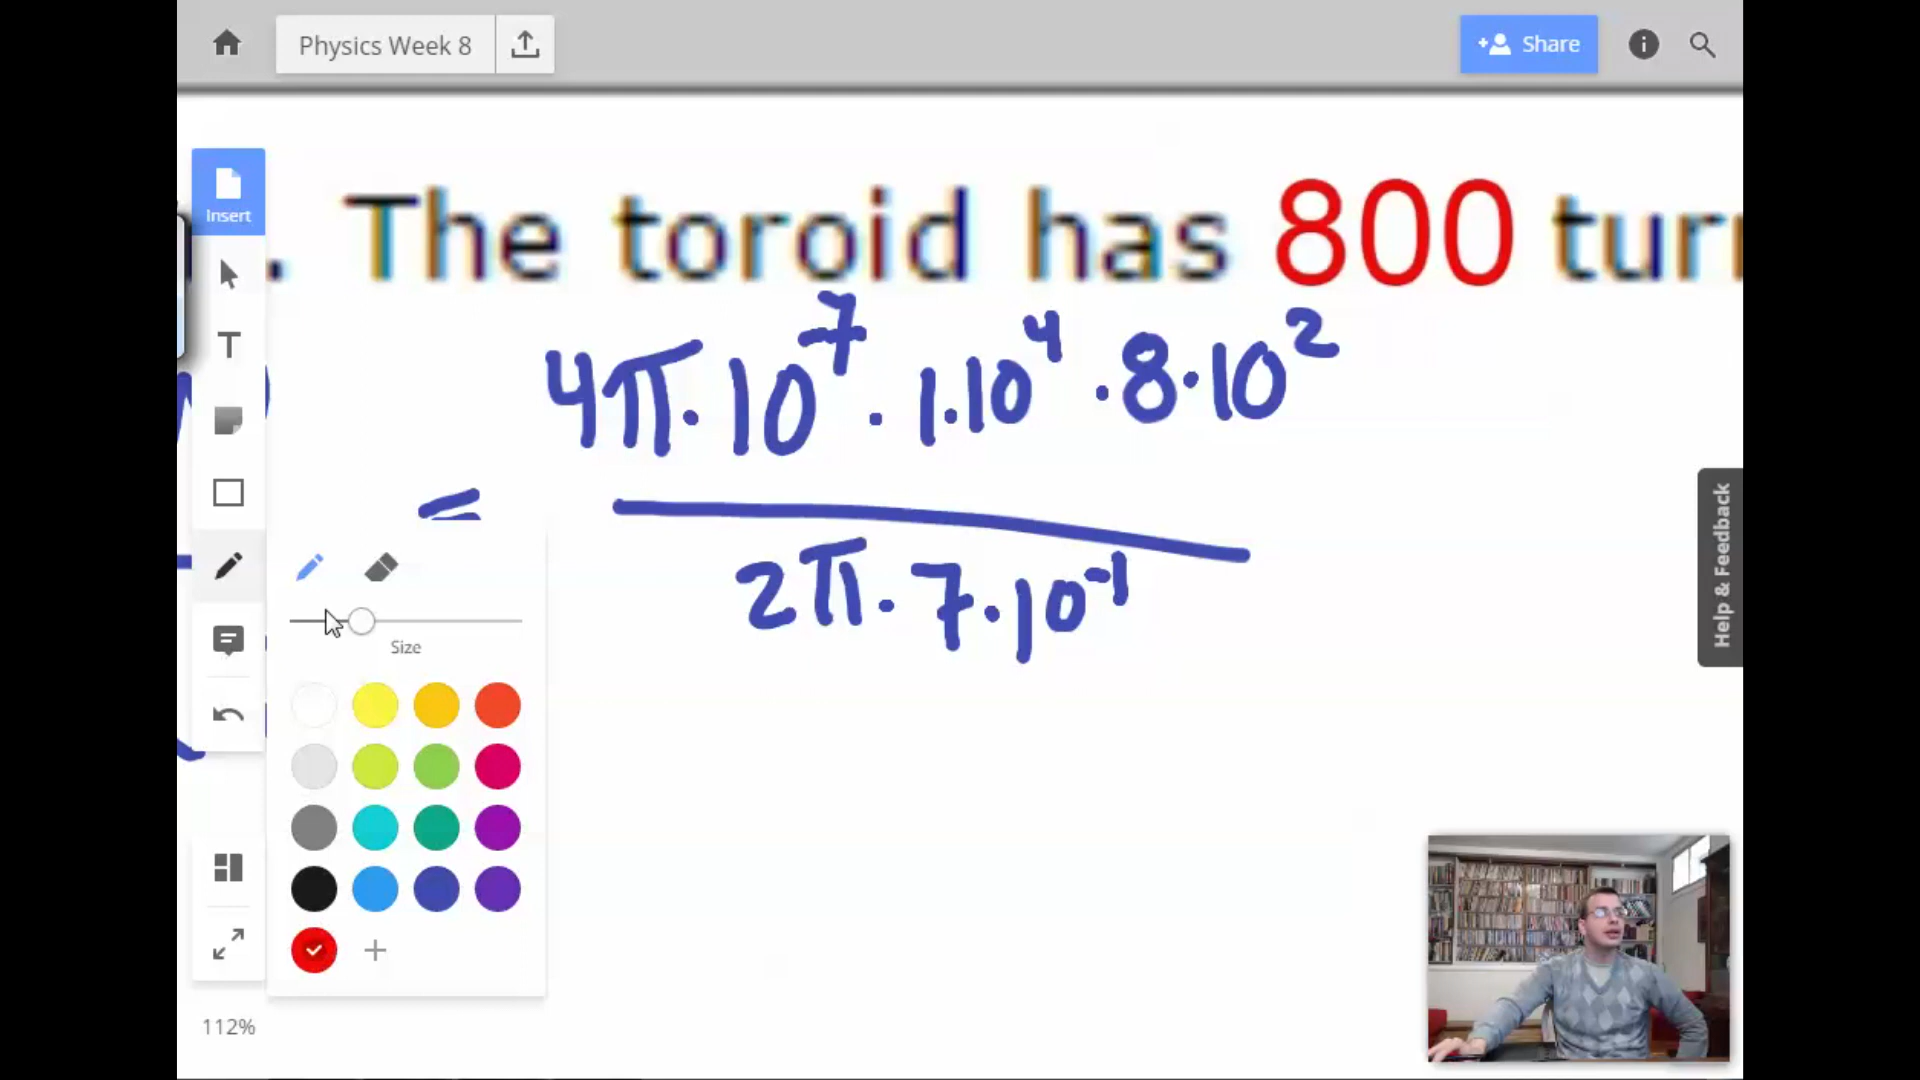 Physics Week 8
Share
Insert
. The toroid has 800 turn
4π · 10⁻⁷ · 1 · 10⁴ · 8 · 10²
=
2π · 7 · 10⁻¹
Size
Help & Feedback
112%